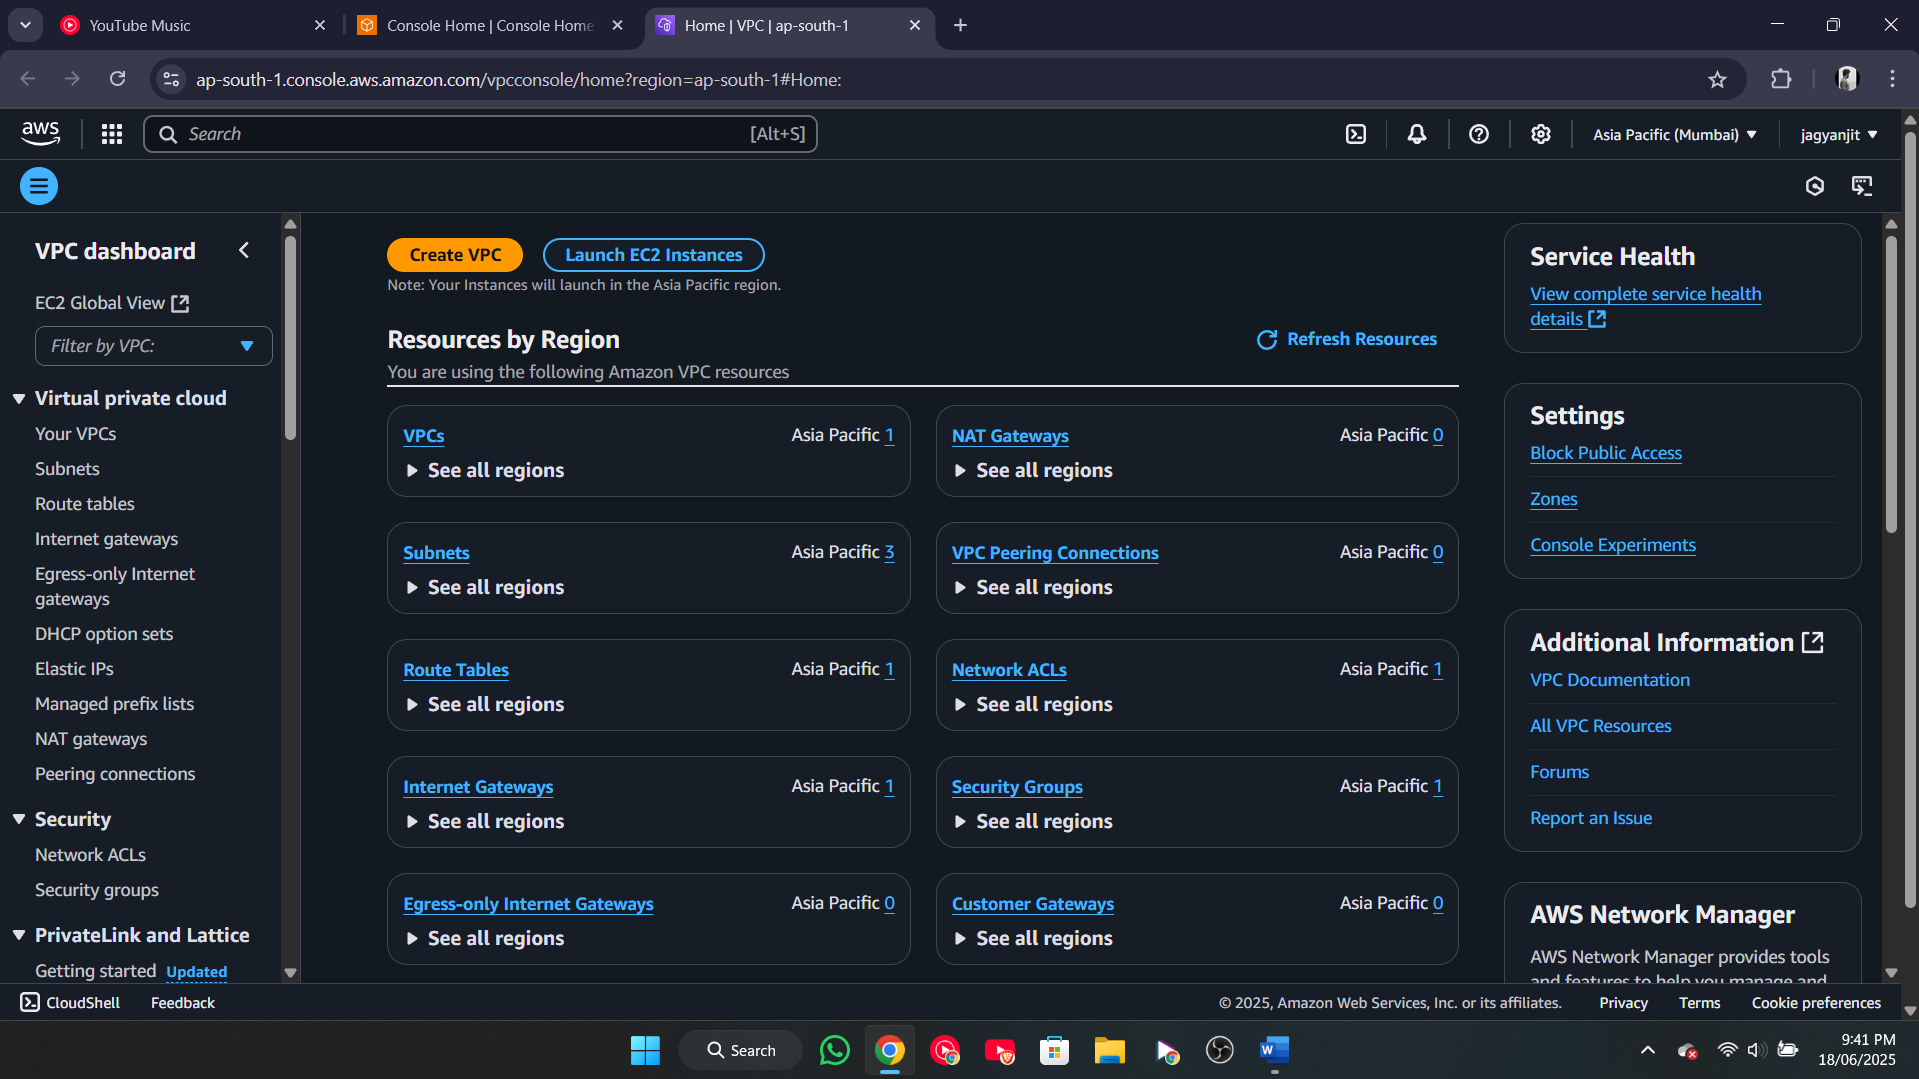 YouTube Music
Console Home | Console Home
Home | VPC | ap-south-1
ap-south-1.console.aws.amazon.com/vpcconsole/home?region=ap-south-1#Home:
aws
Search
[Alt+S]
Asia Pacific (Mumbai)
jagyanjit
VPC dashboard
EC2 Global View
Filter by VPC:
Virtual private cloud
Your VPCs
Subnets
Route tables
Internet gateways
Egress-only Internet
gateways
DHCP option sets
Elastic IPs
Managed prefix lists
NAT gateways
Peering connections
Security
Network ACLs
Security groups
PrivateLink and Lattice
Getting started Updated
Create VPC
Launch EC2 Instances
Note: Your Instances will launch in the Asia Pacific region.
Resources by Region
Refresh Resources
You are using the following Amazon VPC resources
VPCs Asia Pacific 1
See all regions
NAT Gateways Asia Pacific 0
See all regions
Subnets Asia Pacific 3
See all regions
VPC Peering Connections Asia Pacific 0
See all regions
Route Tables Asia Pacific 1
See all regions
Network ACLs Asia Pacific 1
See all regions
Internet Gateways Asia Pacific 1
See all regions
Security Groups Asia Pacific 1
See all regions
Egress-only Internet Gateways Asia Pacific 0
See all regions
Customer Gateways Asia Pacific 0
See all regions
Service Health
View complete service health
details
Settings
Block Public Access
Zones
Console Experiments
Additional Information
VPC Documentation
All VPC Resources
Forums
Report an Issue
AWS Network Manager
AWS Network Manager provides tools
and features to help you manage and
CloudShell
Feedback
© 2025, Amazon Web Services, Inc. or its affiliates.
Privacy
Terms
Cookie preferences
Search
9:41 PM
18/06/2025